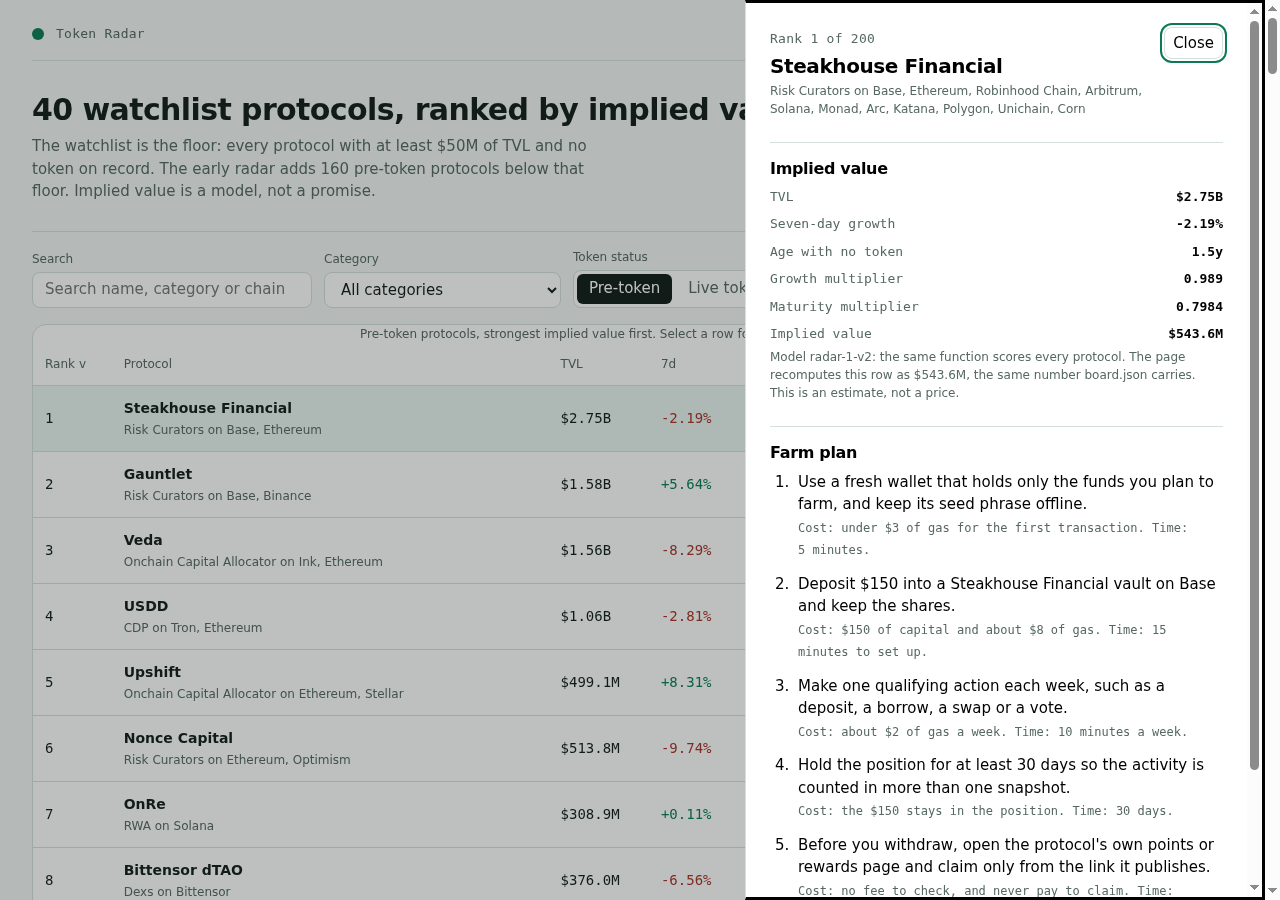 Token Radar
40 watchlist protocols, ranked by implied va
The watchlist is the floor: every protocol with at least $50M of TVL and no
token on record. The early radar adds 160 pre-token protocols below that
floor. Implied value is a model, not a promise.
Search
Category
Token status
Search name, category or chain
All categories
Pre-token
Live tok
Pre-token protocols, strongest implied value first. Select a row fo
Rank v
Protocol
TVL
7d
1
Steakhouse Financial
Risk Curators on Base, Ethereum
$2.75B
-2.19%
2
Gauntlet
Risk Curators on Base, Binance
$1.58B
+5.64%
3
Veda
Onchain Capital Allocator on Ink, Ethereum
$1.56B
-8.29%
4
USDD
CDP on Tron, Ethereum
$1.06B
-2.81%
5
Upshift
Onchain Capital Allocator on Ethereum, Stellar
$499.1M
+8.31%
6
Nonce Capital
Risk Curators on Ethereum, Optimism
$513.8M
-9.74%
7
OnRe
RWA on Solana
$308.9M
+0.11%
8
Bittensor dTAO
Dexs on Bittensor
$376.0M
-6.56%
Rank 1 of 200
Close
Steakhouse Financial
Risk Curators on Base, Ethereum, Robinhood Chain, Arbitrum,
Solana, Monad, Arc, Katana, Polygon, Unichain, Corn
Implied value
TVL
$2.75B
Seven-day growth
-2.19%
Age with no token
1.5y
Growth multiplier
0.989
Maturity multiplier
0.7984
Implied value
$543.6M
Model radar-1-v2: the same function scores every protocol. The page
recomputes this row as $543.6M, the same number board.json carries.
This is an estimate, not a price.
Farm plan
1. Use a fresh wallet that holds only the funds you plan to
farm, and keep its seed phrase offline.
Cost: under $3 of gas for the first transaction. Time:
5 minutes.
2. Deposit $150 into a Steakhouse Financial vault on Base
and keep the shares.
Cost: $150 of capital and about $8 of gas. Time: 15
minutes to set up.
3. Make one qualifying action each week, such as a
deposit, a borrow, a swap or a vote.
Cost: about $2 of gas a week. Time: 10 minutes a week.
4. Hold the position for at least 30 days so the activity is
counted in more than one snapshot.
Cost: the $150 stays in the position. Time: 30 days.
5. Before you withdraw, open the protocol's own points or
rewards page and claim only from the link it publishes.
Cost: no fee to check, and never pay to claim. Time: